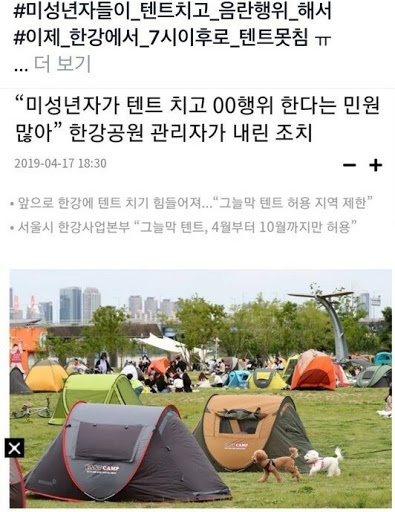 #미성년자들이_텐트치고_음란행위_해서
#이제_한강에서_7시이후로_텐트못침 ㅠ
... 더 보기
“미성년자가 텐트 치고 00행위 한다는 민원
많아” 한강공원 관리자가 내린 조치
2019-04-17 18:30
• 앞으로 한강에 텐트 치기 힘들어져...“그늘막 텐트 허용 지역 제한”
• 서울시 한강사업본부 “그늘막 텐트, 4월부터 10월까지만 허용”
CAMP
CAMP